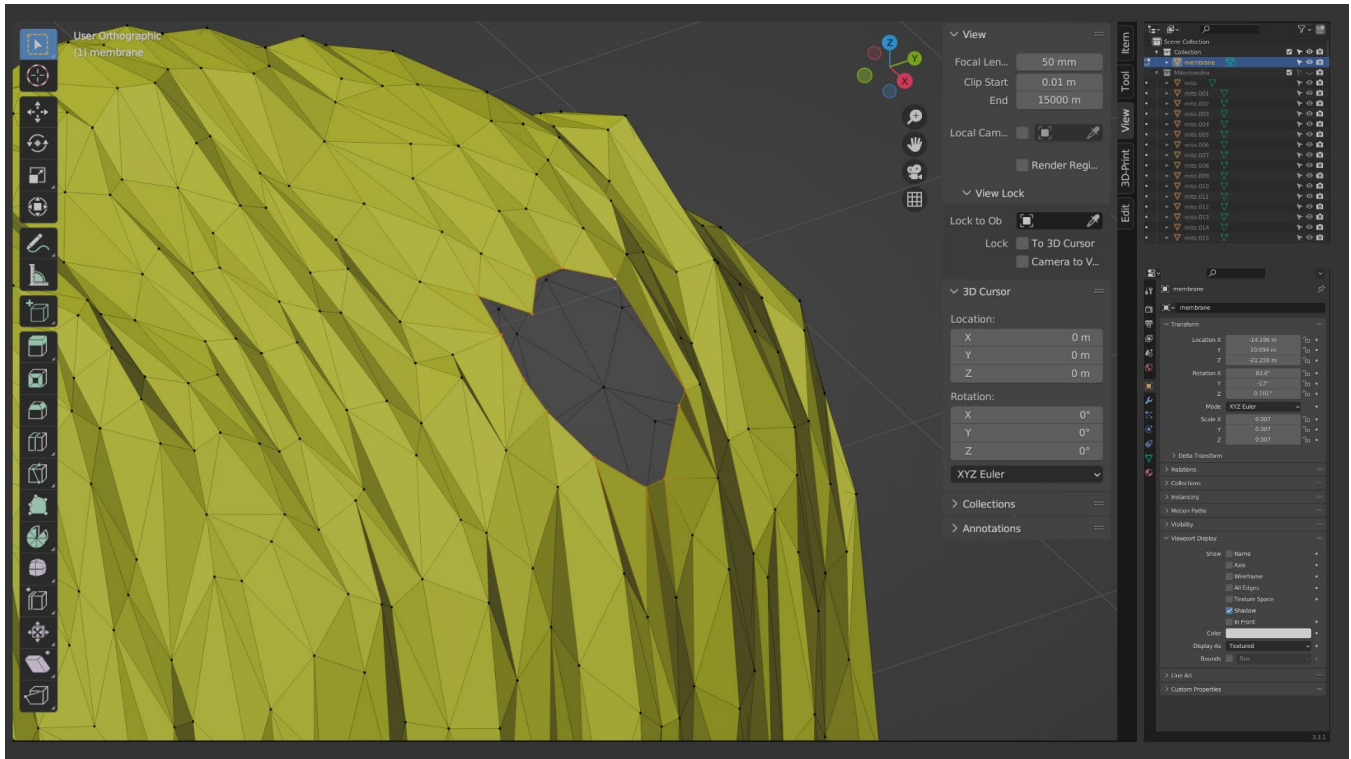 User Orthographic
(1) membrane
Z
Y
X
View
Focal Len...
50 mm
Clip Start
0.01 m
End
15000 m
Local Cam...
Render Regi...
View Lock
Lock to Ob
Lock
To 3D Cursor
Camera to V...
3D Cursor
Location:
X
0 m
Y
0 m
Z
0 m
Rotation:
X
0°
Y
0°
Z
0°
XYZ Euler
Collections
Annotations
Item
Tool
View
3D-Print
Edit
Scene Collection
Collection
membrane
Mitochondria
mito
mito.001
mito.002
mito.003
mito.004
mito.005
mito.006
mito.007
mito.008
mito.009
mito.010
mito.011
mito.012
mito.013
mito.014
mito.015
membrane
membrane
Transform
Location X
-14.196 m
Y
10.094 m
Z
-21.258 m
Rotation X
83.8°
Y
-13°
Z
0.101°
Mode
XYZ Euler
Scale X
0.007
Y
0.007
Z
0.007
Delta Transform
Relations
Collections
Instancing
Motion Paths
Visibility
Viewport Display
Show
Name
Axis
Wireframe
All Edges
Texture Space
Shadow
In Front
Color
Display As
Textured
Bounds
Box
Line Art
Custom Properties
3.3.1